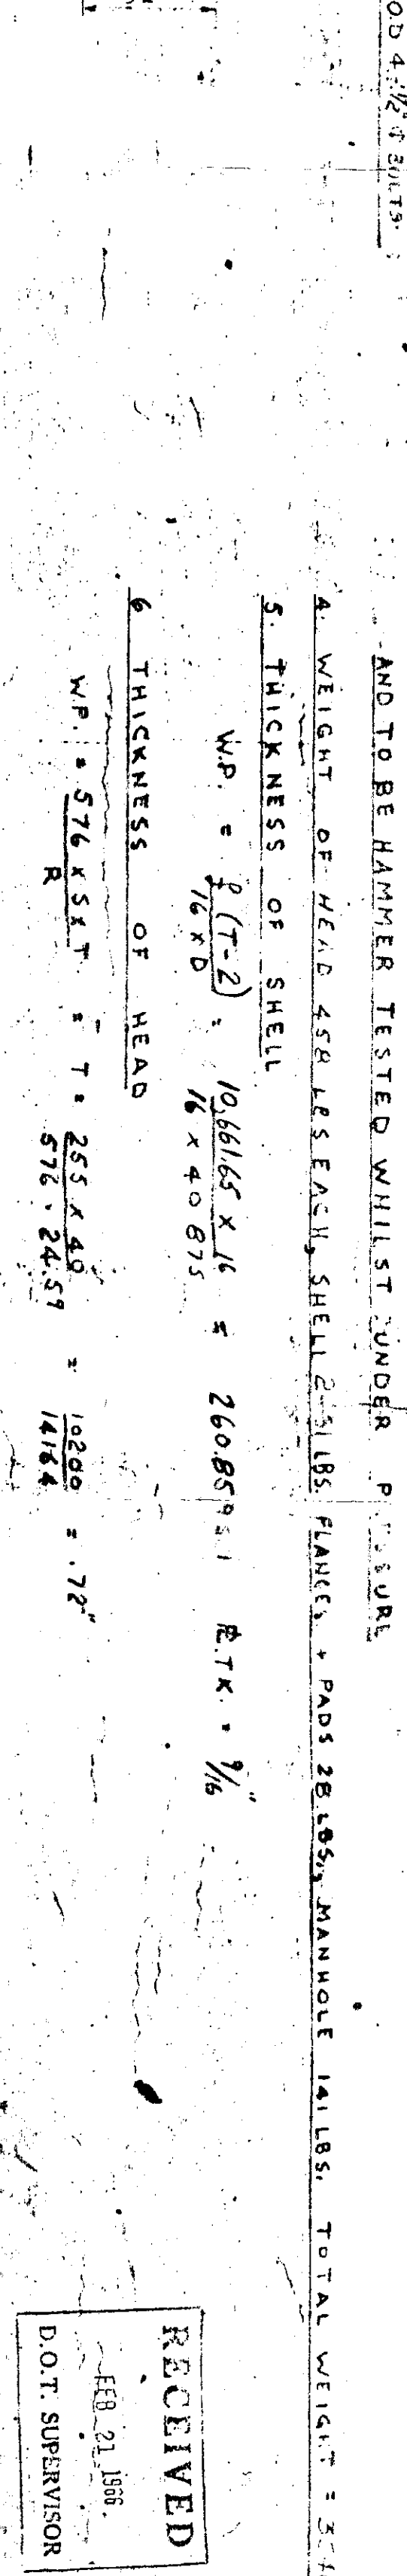 O.D 4-1/2" Φ BOLTS
AND TO BE HAMMER TESTED WHILST UNDER
4. WEIGHT OF HEAD 458 LBS EACH, SHELL LBS. FLANGES + PADS 28 LBS., MANHOLE 141 LBS. TOTAL WEIGHT =
5. THICKNESS OF SHELL
W.P. = f (T-2) / 16 x D = 10,661.65 x 16 / 16 x 40 875 = 260.85 TK. = 9/16"
6 THICKNESS OF HEAD
W.P. = 576 x S x T / R = T = 255 x 40 / 576 · 24.59 = 10200 / 14164 = .72"
RECEIVED
FEB 21 1966.
D.O.T. SUPERVISOR